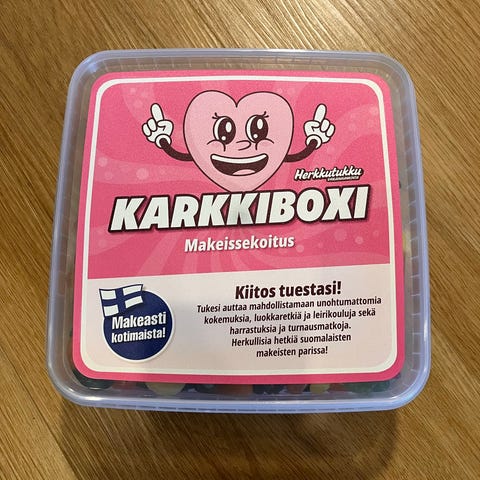 Herkkutukku
KARKKIBOXI
Makeissekoitus
Makeasti
kotimaista!
Kiitos tuestasi!
Tukesi auttaa mahdollistamaan unohtumattomia
kokemuksia, luokkaretkiä ja leirikouluja sekä
harrastuksia ja turnausmatkoja.
Herkullisia hetkiä suomalaisten
makeisten parissa!